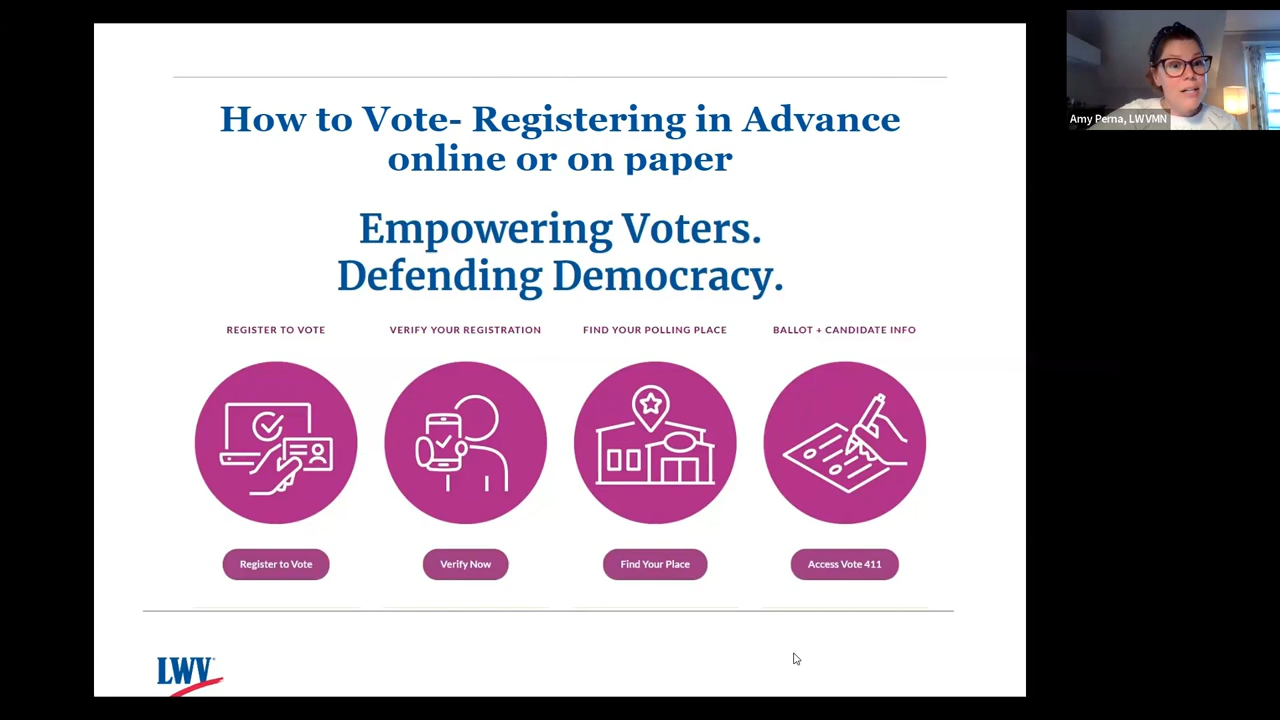 How to Vote- Registering in Advance
online or on paper
Empowering Voters.
Defending Democracy.
REGISTER TO VOTE
VERIFY YOUR REGISTRATION
FIND YOUR POLLING PLACE
BALLOT + CANDIDATE INFO
Register to Vote
Verify Now
Find Your Place
Access Vote 411
LWV
Amy Perna, LWVMN